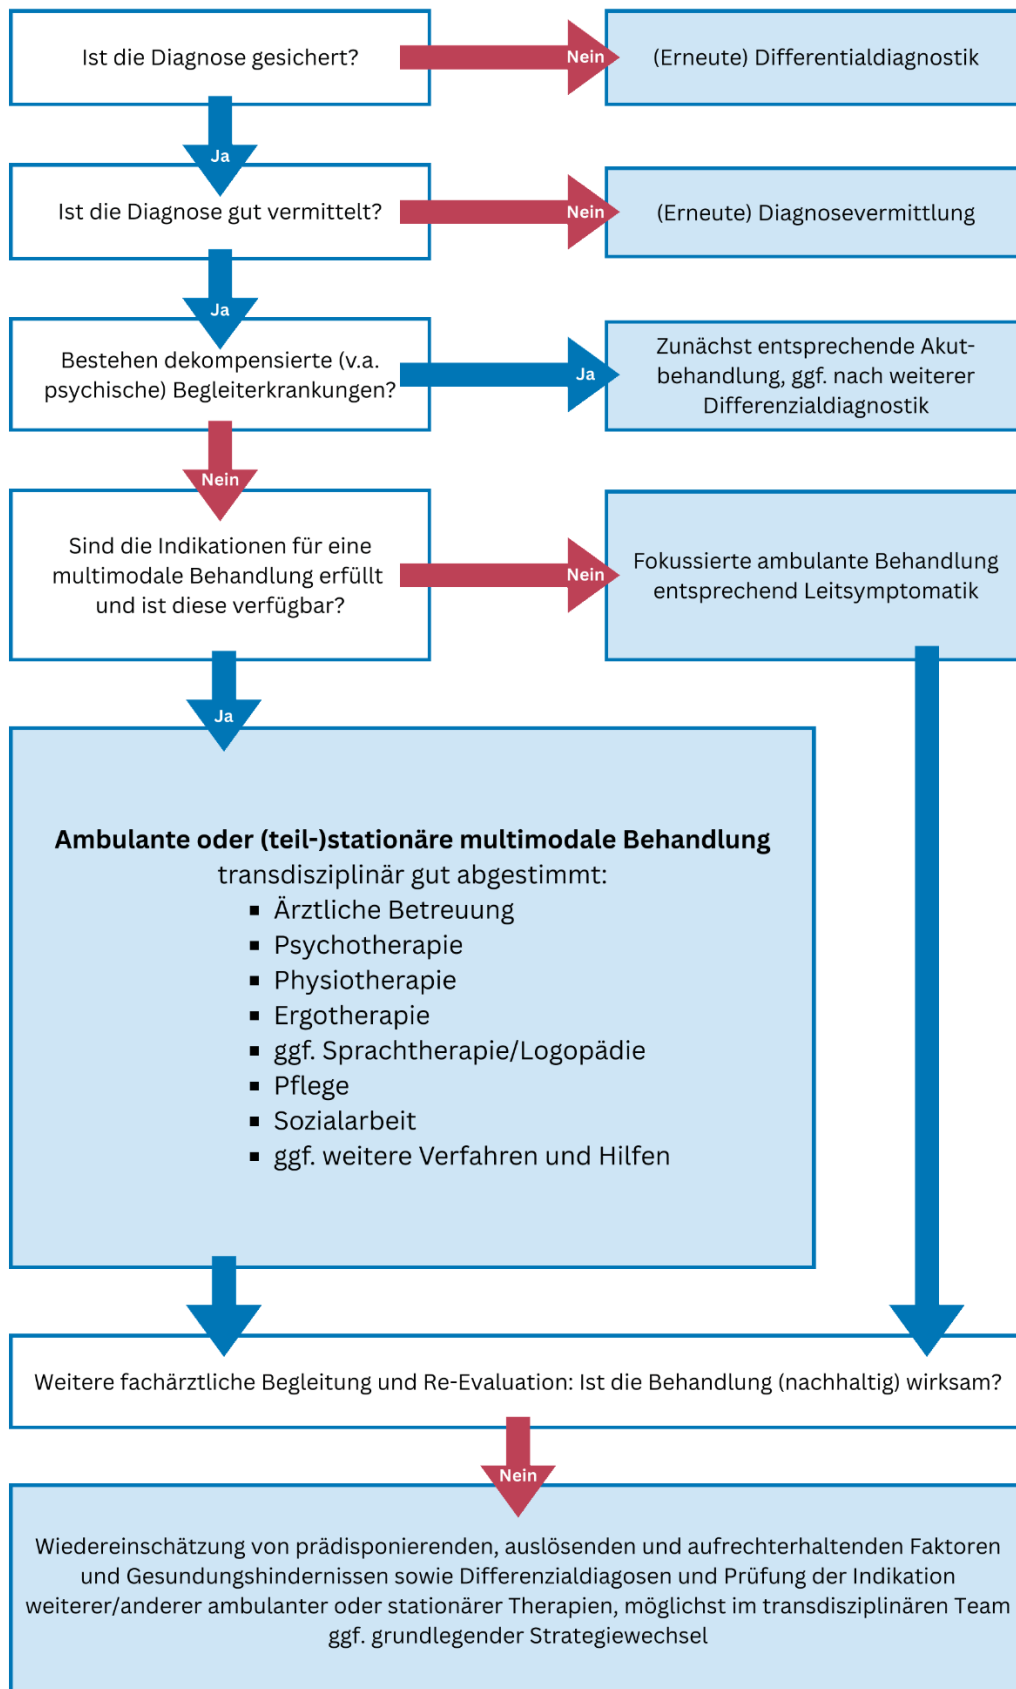 Ist die Diagnose gesichert?
Nein
(Erneute) Differentialdiagnostik
Ja
Ist die Diagnose gut vermittelt?
Nein
(Erneute) Diagnosevermittlung
Ja
Bestehen dekompensierte (v.a.
psychische) Begleiterkrankungen?
Ja
Zunächst entsprechende Akut-
behandlung, ggf. nach weiterer
Differenzialdiagnostik
Nein
Sind die Indikationen für eine
multimodale Behandlung erfüllt
und ist diese verfügbar?
Nein
Fokussierte ambulante Behandlung
entsprechend Leitsymptomatik
Ja
Ambulante oder (teil-)stationäre multimodale Behandlung
transdisziplinär gut abgestimmt:
▪ Ärztliche Betreuung
▪ Psychotherapie
▪ Physiotherapie
▪ Ergotherapie
▪ ggf. Sprachtherapie/Logopädie
▪ Pflege
▪ Sozialarbeit
▪ ggf. weitere Verfahren und Hilfen
Weitere fachärztliche Begleitung und Re-Evaluation: Ist die Behandlung (nachhaltig) wirksam?
Nein
Wiedereinschätzung von prädisponierenden, auslösenden und aufrechterhaltenden Faktoren
und Gesundungshindernissen sowie Differenzialdiagosen und Prüfung der Indikation
weiterer/anderer ambulanter oder stationärer Therapien, möglichst im transdisziplinären Team
ggf. grundlegender Strategiewechsel